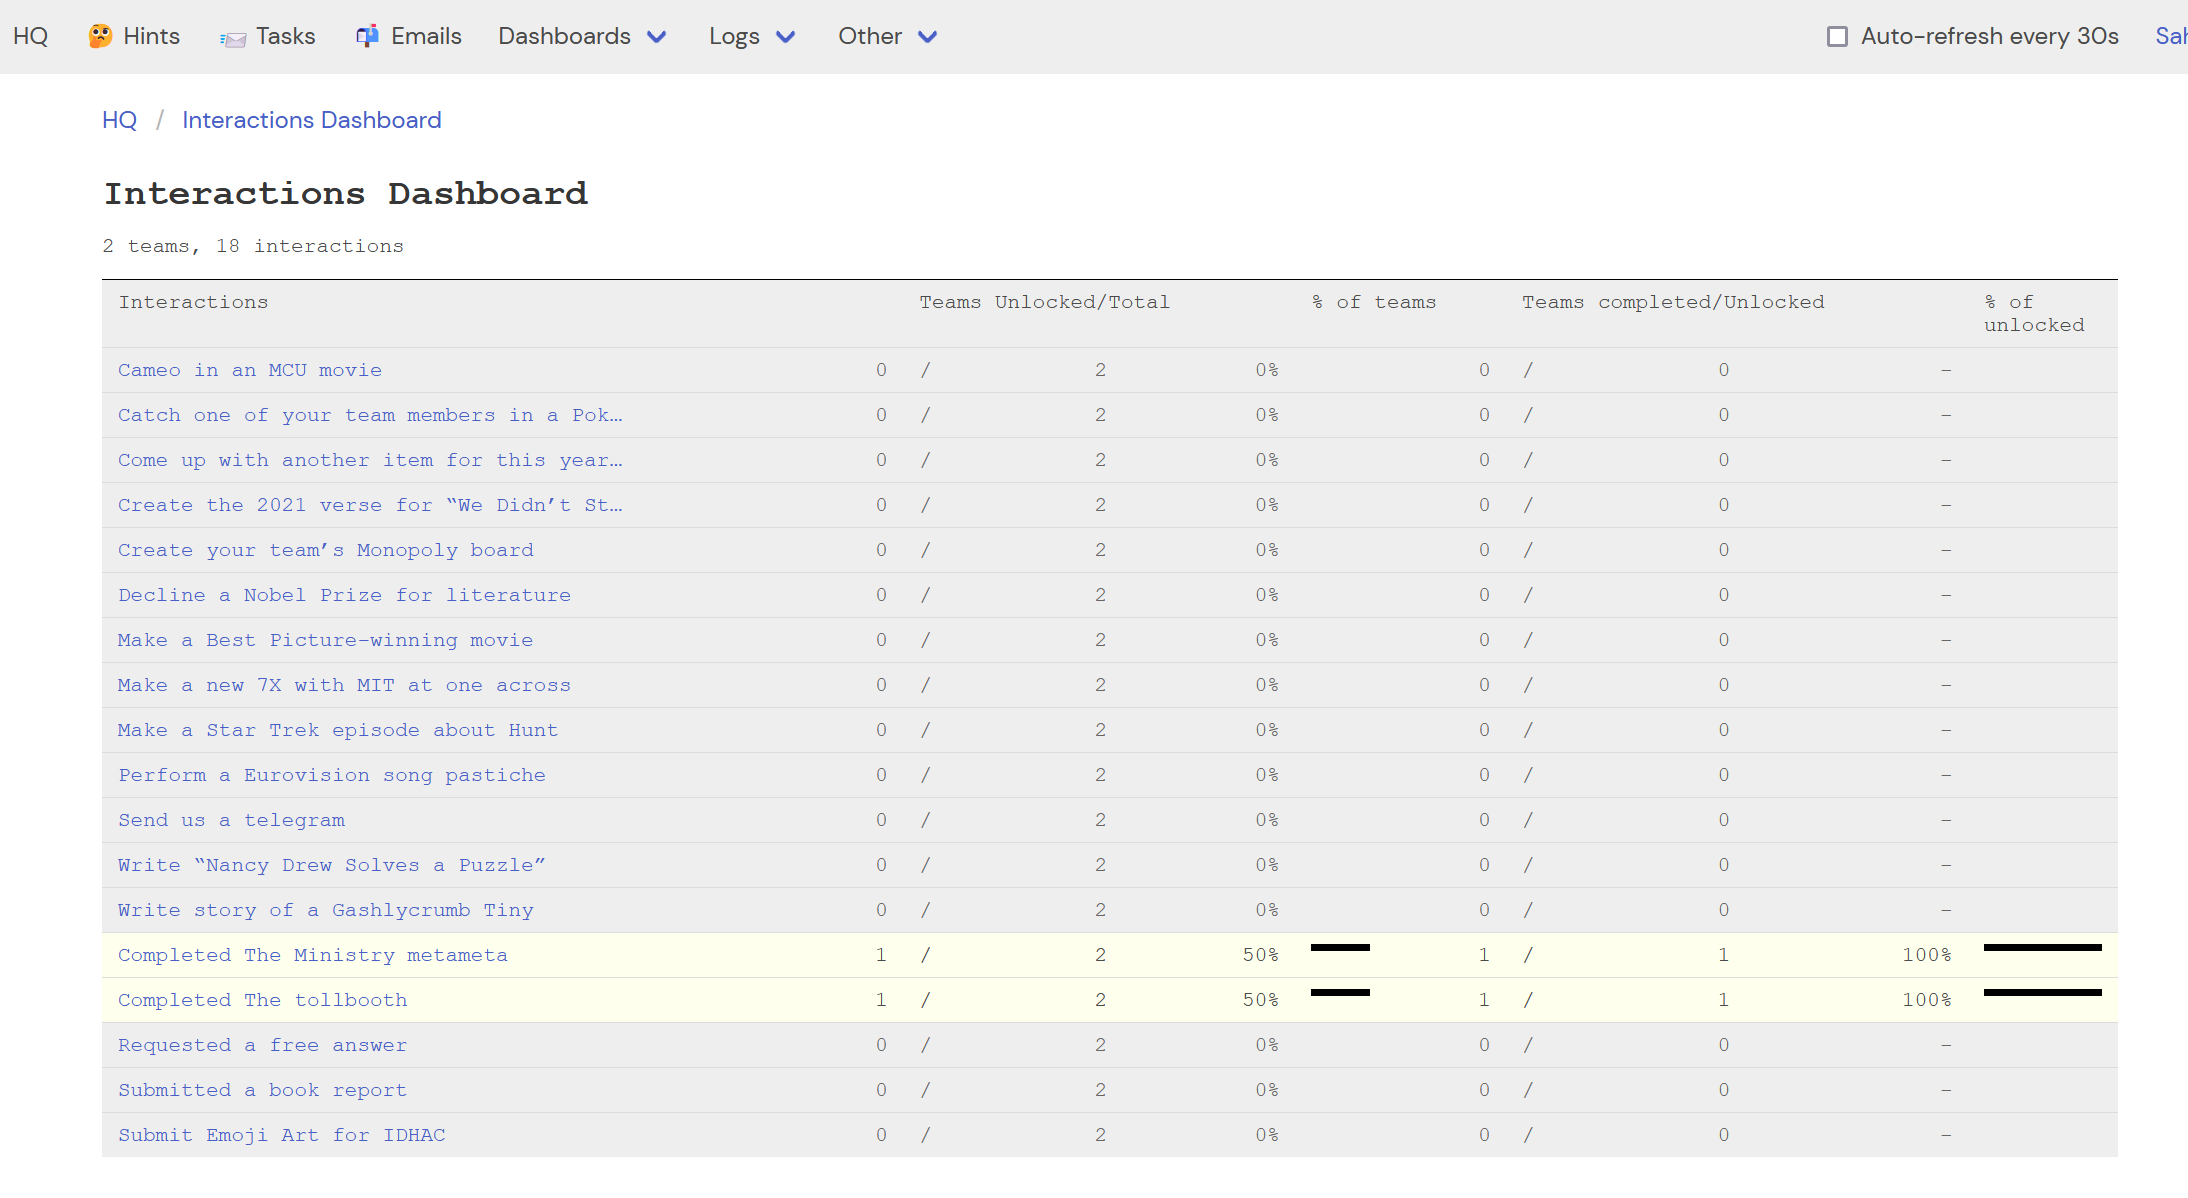 HQ 🤔 Hints 📨 Tasks 📬 Emails Dashboards Logs Other Auto-refresh every 30s
HQ / Interactions Dashboard
Interactions Dashboard
2 teams, 18 interactions
Interactions Teams Unlocked/Total % of teams Teams completed/Unlocked % of
unlocked
Cameo in an MCU movie 0 / 2 0% 0 / 0 –
Catch one of your team members in a Pok… 0 / 2 0% 0 / 0 –
Come up with another item for this year… 0 / 2 0% 0 / 0 –
Create the 2021 verse for “We Didn’t St… 0 / 2 0% 0 / 0 –
Create your team’s Monopoly board 0 / 2 0% 0 / 0 –
Decline a Nobel Prize for literature 0 / 2 0% 0 / 0 –
Make a Best Picture-winning movie 0 / 2 0% 0 / 0 –
Make a new 7X with MIT at one across 0 / 2 0% 0 / 0 –
Make a Star Trek episode about Hunt 0 / 2 0% 0 / 0 –
Perform a Eurovision song pastiche 0 / 2 0% 0 / 0 –
Send us a telegram 0 / 2 0% 0 / 0 –
Write “Nancy Drew Solves a Puzzle” 0 / 2 0% 0 / 0 –
Write story of a Gashlycrumb Tiny 0 / 2 0% 0 / 0 –
Completed The Ministry metameta 1 / 2 50% 1 / 1 100%
Completed The tollbooth 1 / 2 50% 1 / 1 100%
Requested a free answer 0 / 2 0% 0 / 0 –
Submitted a book report 0 / 2 0% 0 / 0 –
Submit Emoji Art for IDHAC 0 / 2 0% 0 / 0 –